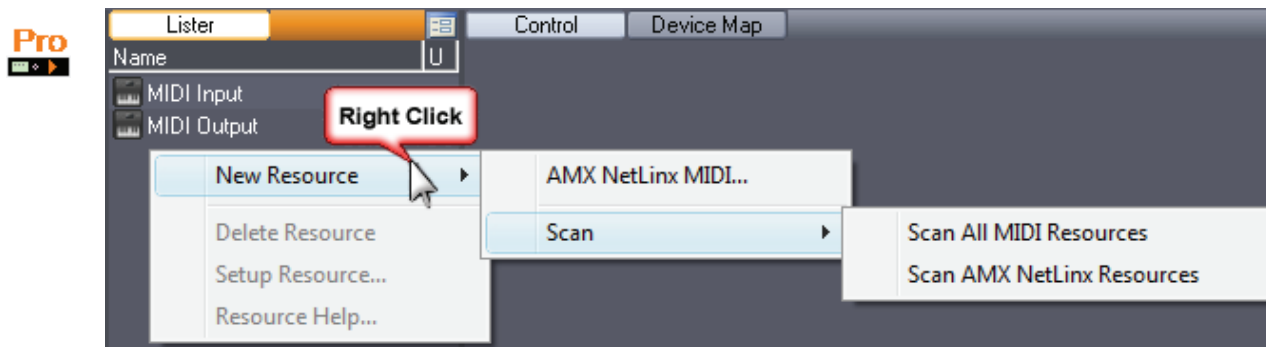 Pro
Lister
Control
Device Map
Name
U
MIDI Input
MIDI Output
Right Click
New Resource
AMX NetLinx MIDI...
Delete Resource
Scan
Scan All MIDI Resources
Setup Resource...
Scan AMX NetLinx Resources
Resource Help...